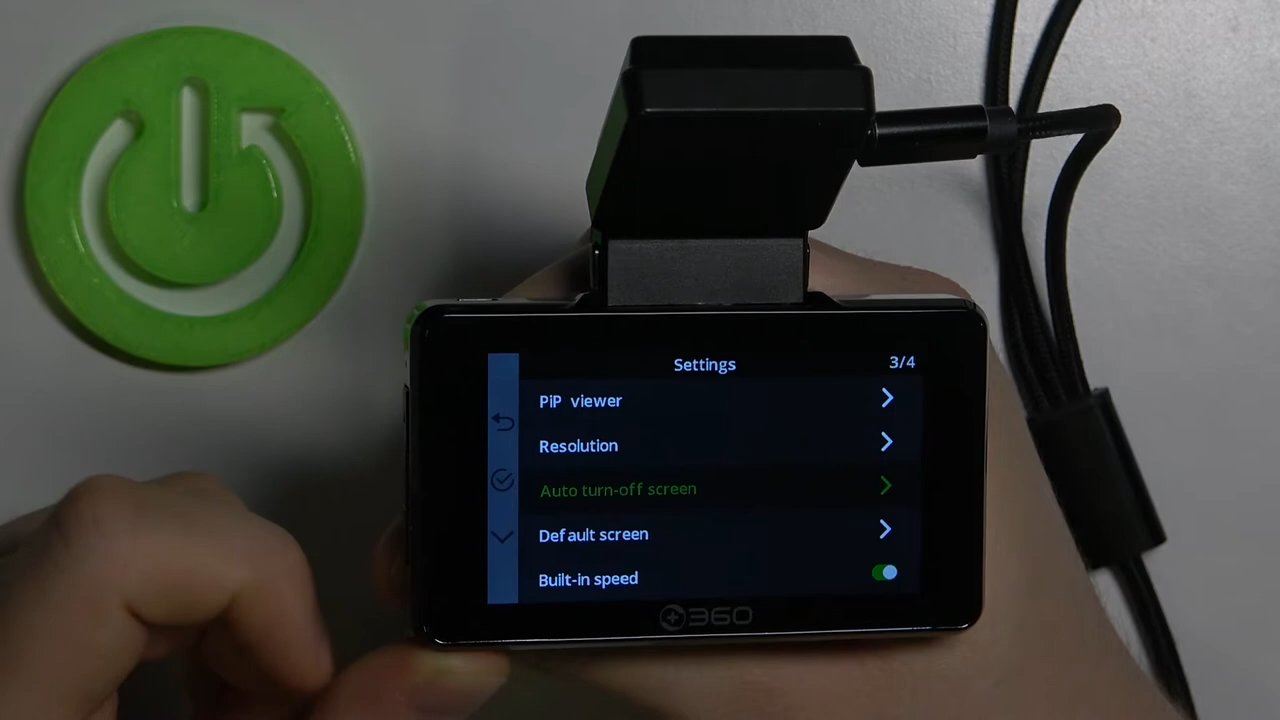 Settings
3/4
PiP viewer
Resolution
Auto turn-off screen
Default screen
Built-in speed
360